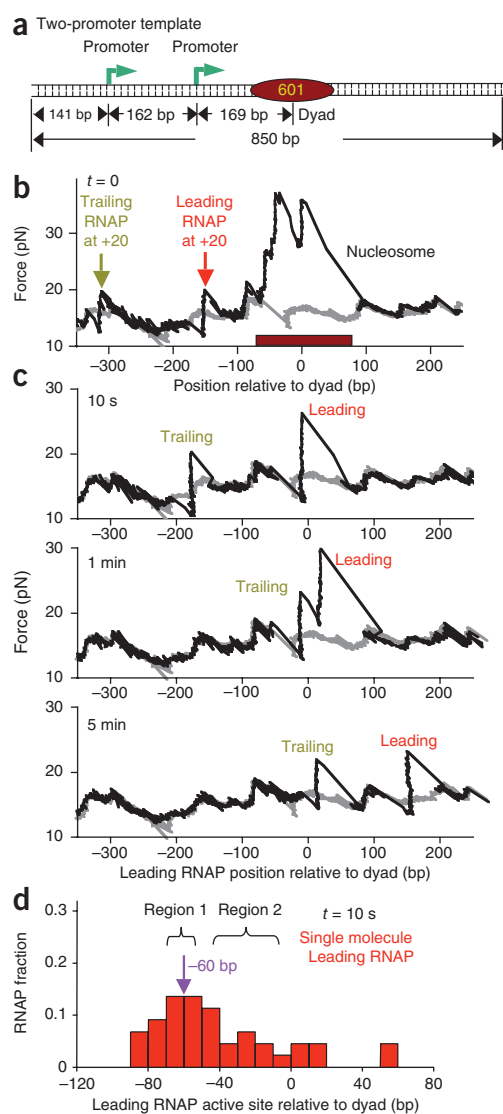 a Two-promoter template
Promoter Promoter
601
141 bp 162 bp 169 bp Dyad
850 bp
b t = 0
Trailing RNAP at +20
Leading RNAP at +20
Nucleosome
Force (pN)
30
20
10
−300 −200 −100 0 100 200
Position relative to dyad (bp)
c
30
10 s
Leading
Trailing
20
10
−300 −200 −100 0 100 200
30
1 min
Leading
Trailing
Force (pN)
20
10
−300 −200 −100 0 100 200
30
5 min
Trailing Leading
20
10
−300 −200 −100 0 100 200
Leading RNAP position relative to dyad (bp)
d
0.3
Region 1 Region 2 t = 10 s
Single molecule
Leading RNAP
−60 bp
RNAP fraction
0.2
0.1
0
−120 −80 −40 0 40 80
Leading RNAP active site relative to dyad (bp)